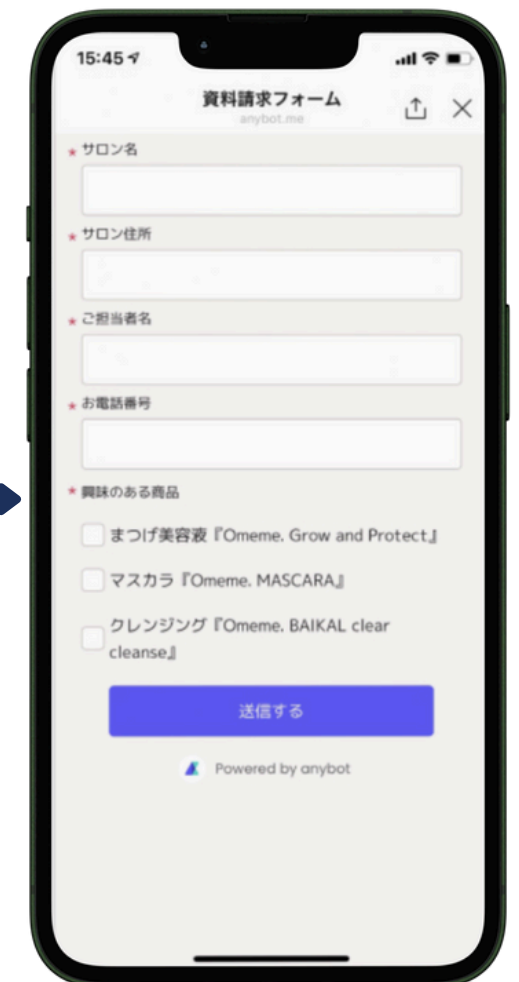 15:45
資料請求フォーム
anybot.me
* サロン名
* サロン住所
* ご担当者名
* お電話番号
* 興味のある商品
まつげ美容液『Omeme. Grow and Protect』
マスカラ『Omeme. MASCARA』
クレンジング『Omeme. BAIKAL clear
cleanse』
送信する
Powered by anybot